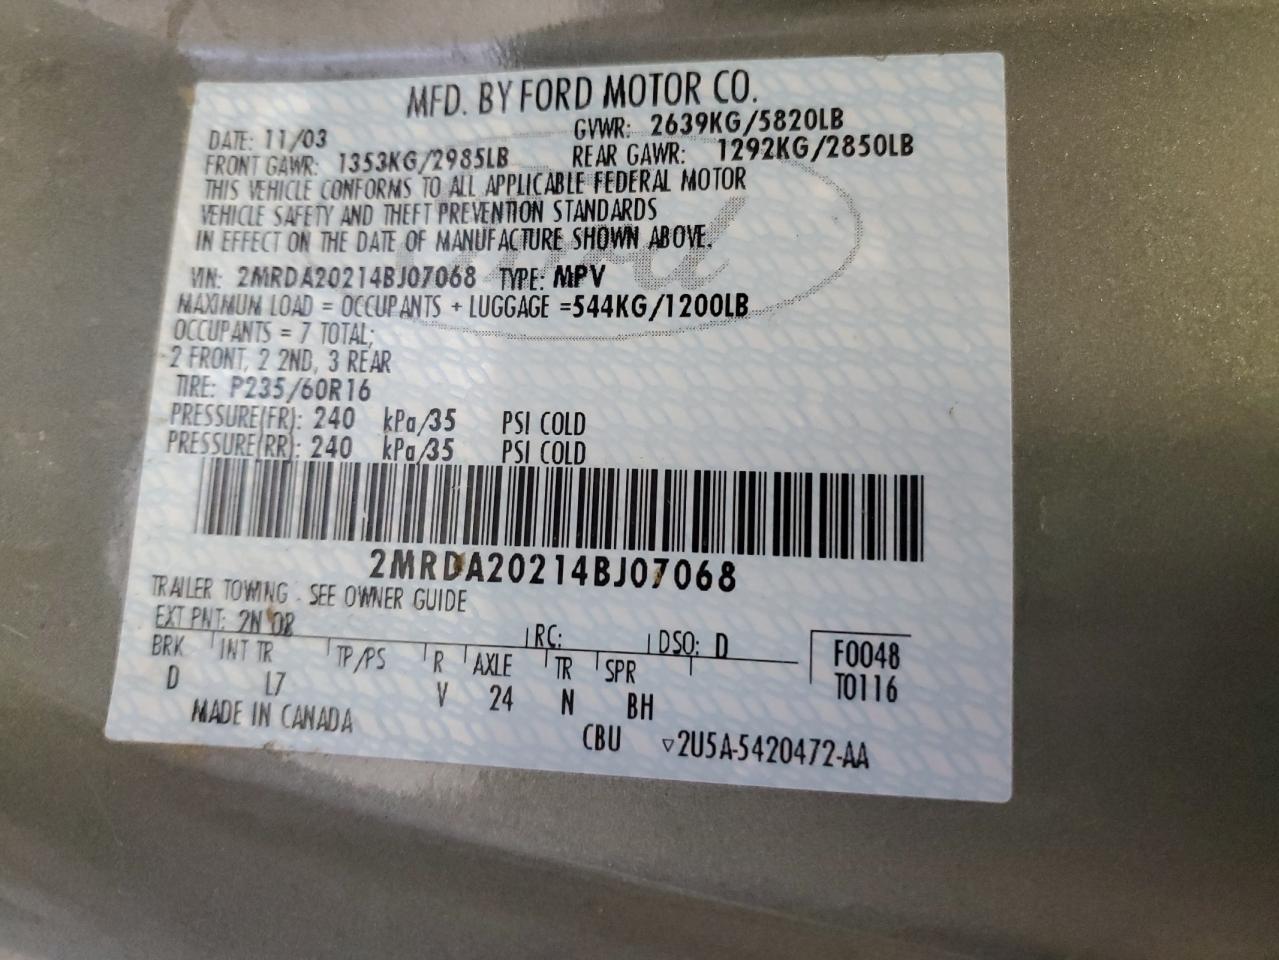 MFD. BY FORD MOTOR CO.
DATE: 11/03 GVWR: 2639KG/5820LB
FRONT GAWR: 1353KG/2985LB REAR GAWR: 1292KG/2850LB
THIS VEHICLE CONFORMS TO ALL APPLICABLE FEDERAL MOTOR
VEHICLE SAFETY AND THEFT PREVENTION STANDARDS
IN EFFECT ON THE DATE OF MANUFACTURE SHOWN ABOVE.
VIN: 2MRDA20214BJ07068 TYPE: MPV
MAXIMUM LOAD = OCCUPANTS + LUGGAGE =544KG/1200LB
OCCUPANTS = 7 TOTAL;
2 FRONT, 2 2ND, 3 REAR
TIRE: P235/60R16
PRESSURE(FR): 240 kPa/35 PSI COLD
PRESSURE(RR): 240 kPa/35 PSI COLD
2MRDA20214BJ07068
TRAILER TOWING - SEE OWNER GUIDE
EXT PNT: 2N 08 RC: DSO: D F0048
BRK INT TR TP/PS R AXLE TR SPR T0116
D L7 V 24 N BH
MADE IN CANADA CBU ▽2U5A-5420472-AA